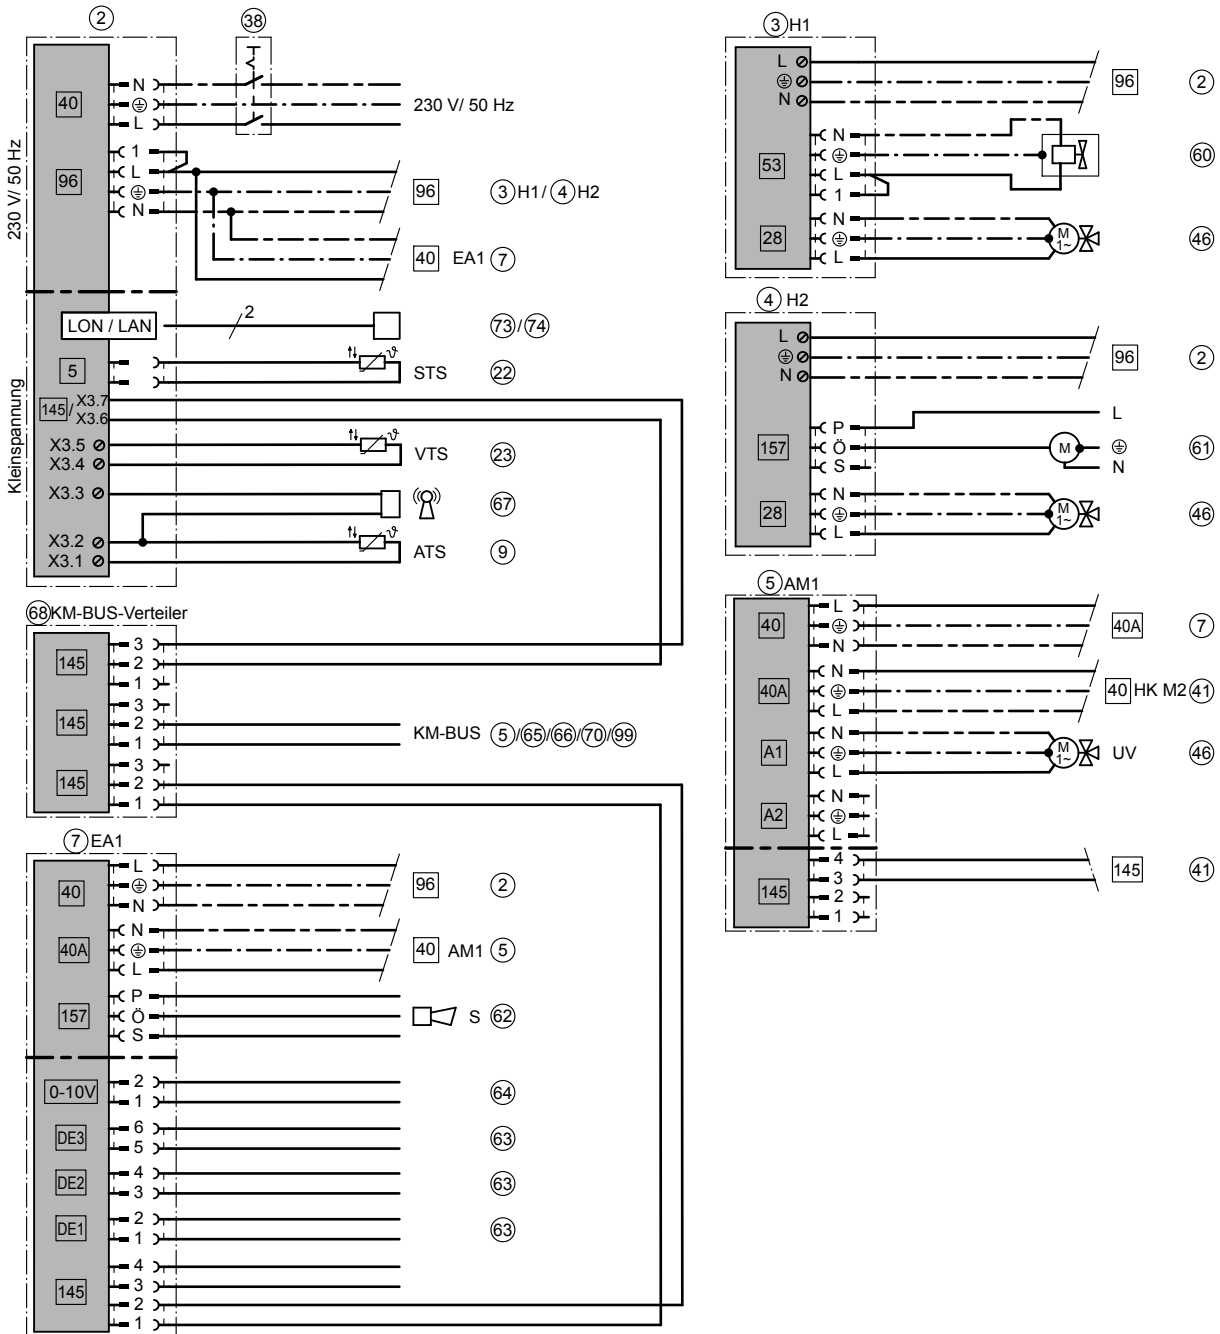 2
38
40
N
L
230 V/ 50 Hz
230 V/ 50 Hz
96
1
L
N
96
3 H1/ 4 H2
40 EA1 7
LON / LAN
2
73/74
5
STS
22
Kleinspannung
145/ X3.7
X3.6
X3.5
X3.4
VTS
23
X3.3
67
X3.2
X3.1
ATS
9
68 KM-BUS-Verteiler
145
3
2
1
145
3
2
1
KM-BUS 5/65/66/70/99
145
3
2
1
7 EA1
40
L
N
96
2
40A
N
L
40 AM1 5
157
P
Ö
S
S 62
0-10V
2
1
64
DE3
6
5
63
DE2
4
3
63
DE1
2
1
63
145
4
3
2
1
3 H1
L
N
96
2
53
N
L
1
60
28
N
L
M
1~
46
4 H2
L
N
96
2
157
P
Ö
S
L
M
N
61
28
N
L
M
1~
46
5 AM1
40
L
N
40A
7
40A
N
L
40 HK M2 41
A1
N
L
M
1~
UV
46
A2
N
L
145
4
3
2
1
145
41